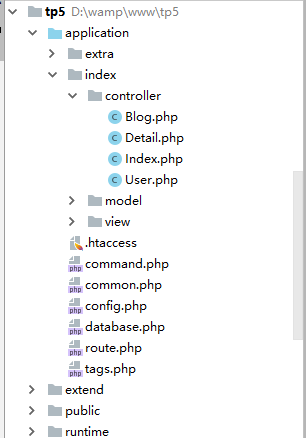 tp5 D:\wamp\www\tp5
application
extra
index
controller
Blog.php
Detail.php
Index.php
User.php
model
view
.htaccess
command.php
common.php
config.php
database.php
route.php
tags.php
extend
public
runtime